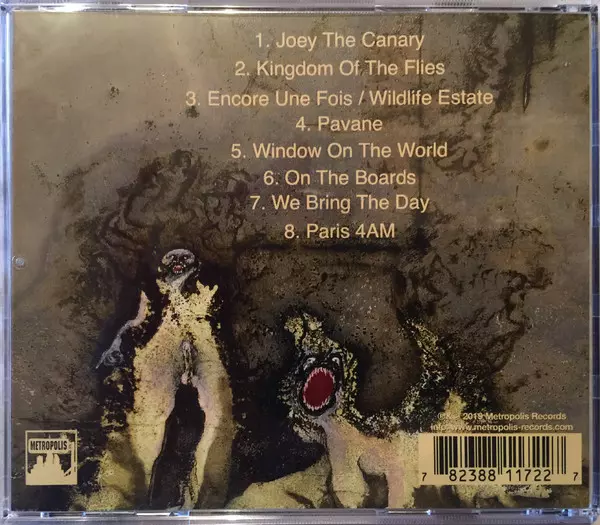 1. Joey The Canary
2. Kingdom Of The Flies
3. Encore Une Fois / Wildlife Estate
4. Pavane
5. Window On The World
6. On The Boards
7. We Bring The Day
8. Paris 4AM
2019 Metropolis Records
www.metropolis-records.com
METROPOLIS
7 82388 11722 7